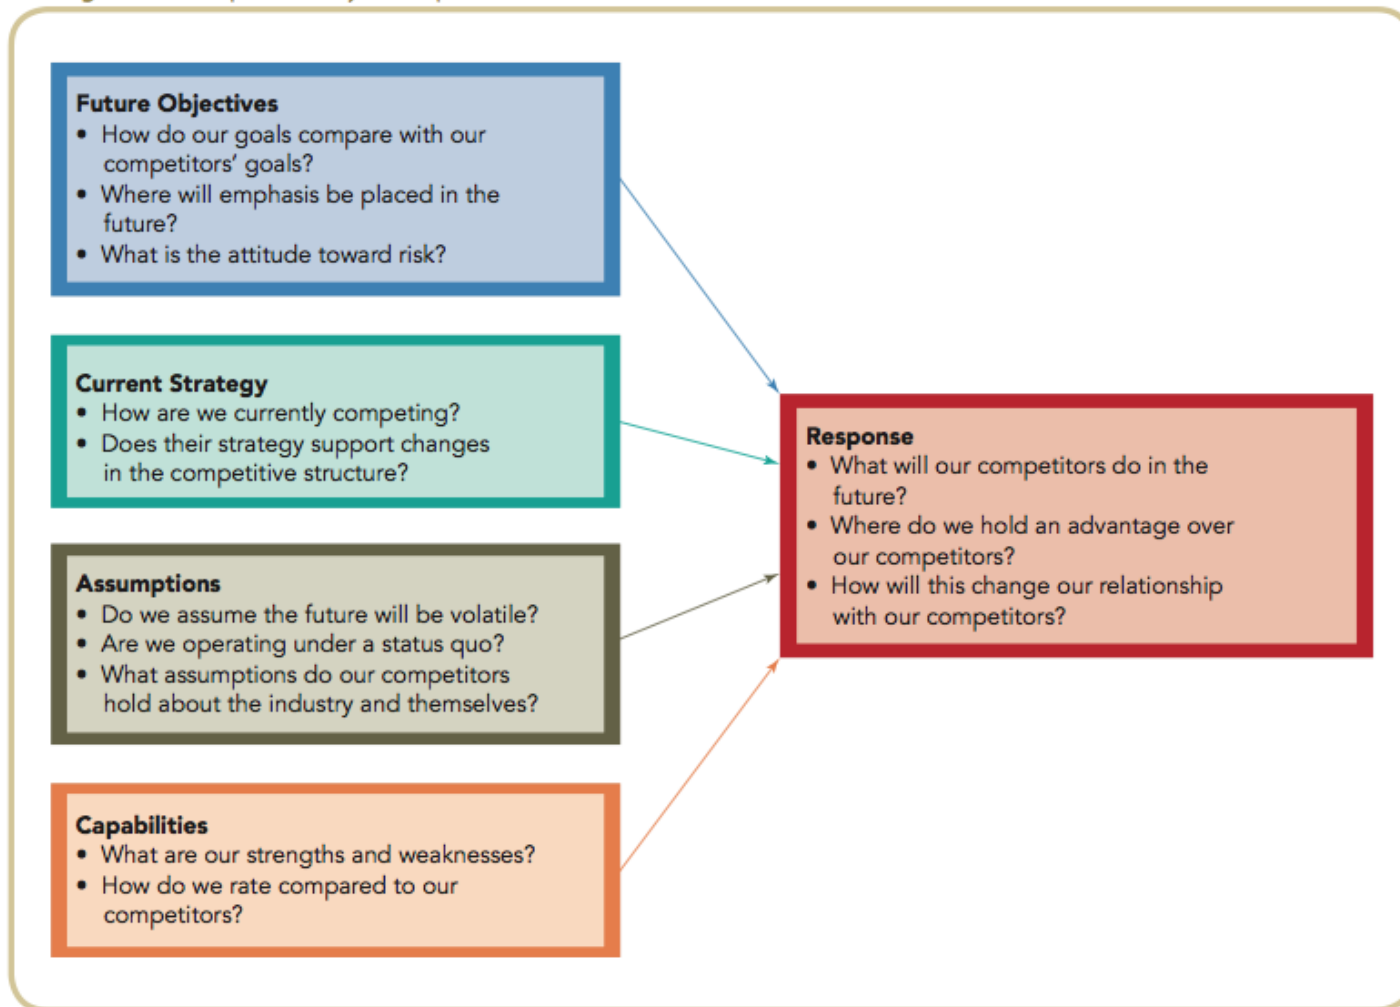 Future Objectives
• How do our goals compare with our
competitors' goals?
• Where will emphasis be placed in the
future?
• What is the attitude toward risk?
Current Strategy
• How are we currently competing?
• Does their strategy support changes
in the competitive structure?
Assumptions
• Do we assume the future will be volatile?
• Are we operating under a status quo?
• What assumptions do our competitors
hold about the industry and themselves?
Capabilities
• What are our strengths and weaknesses?
• How do we rate compared to our
competitors?
Response
• What will our competitors do in the
future?
• Where do we hold an advantage over
our competitors?
• How will this change our relationship
with our competitors?